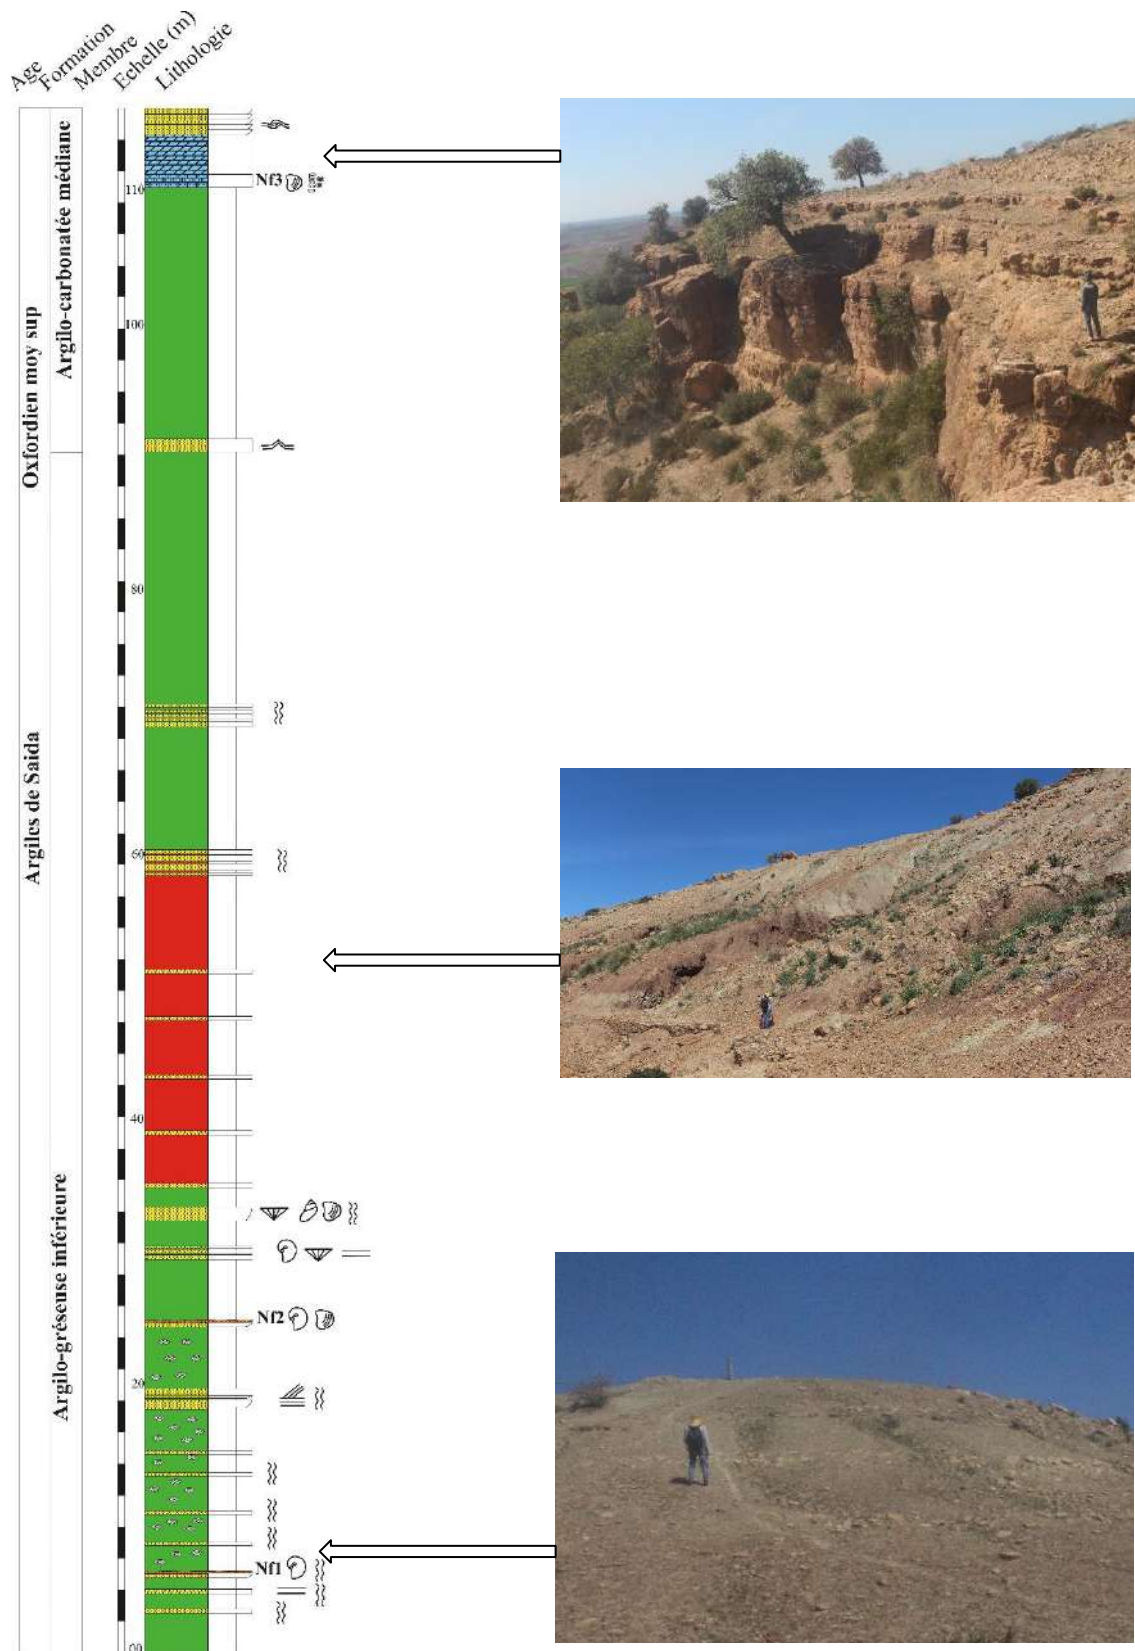 Age
Formation
Membre
Echelle (m)
Lithologie
Oxfordien moy sup
Argiles de Saida
Argilo-carbonatée médiane
Argilo-gréseuse inférieure
Nf3
110
100
80
60
40
Nf2
20
Nf1
00